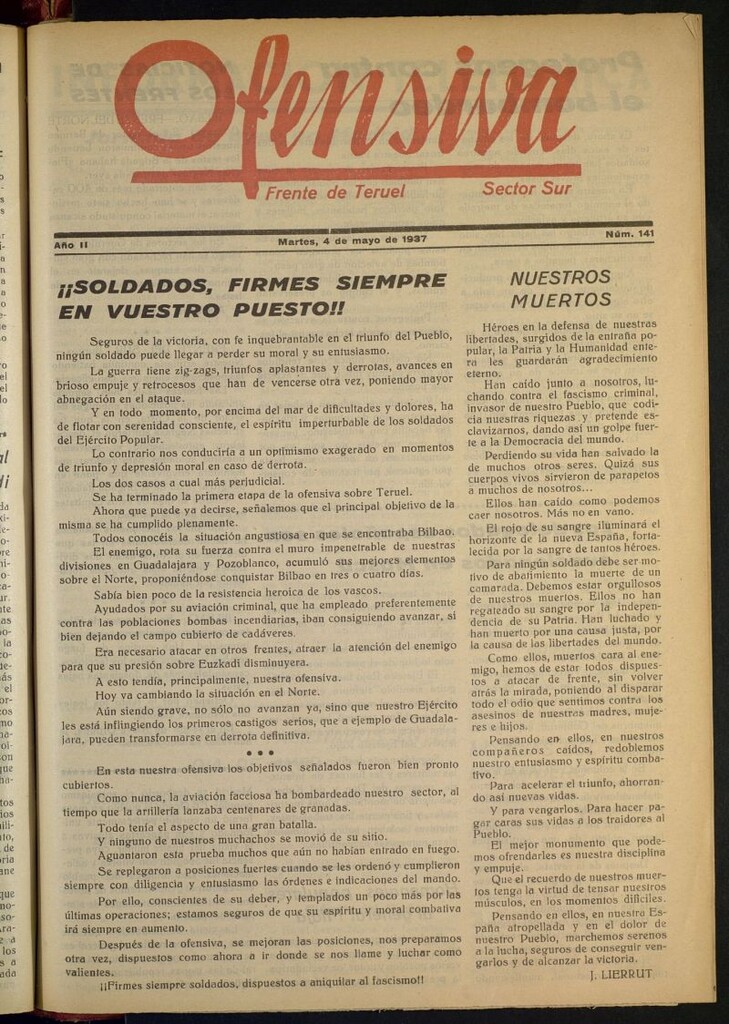 Ofensiva
Frente de Teruel Sector Sur
Año II Martes, 4 de mayo de 1937 Núm. 141
¡¡SOLDADOS, FIRMES SIEMPRE
EN VUESTRO PUESTO!!
Seguros de la victoria, con fe inquebrantable en el triunfo del Pueblo,
ningún soldado puede llegar a perder su moral y su entusiasmo.
La guerra tiene zig-zags, triunfos aplastantes y derrotas, avances en
brioso empuje y retrocesos que han de vencerse otra vez, poniendo mayor
abnegación en el ataque.
Y en todo momento, por encima del mar de dificultades y dolores, ha
de flotar con serenidad consciente, el espíritu imperturbable de los soldados
del Ejército Popular.
Lo contrario nos conduciría a un optimismo exagerado en momentos
de triunfo y depresión moral en caso de derrota.
Los dos casos a cual más perjudicial.
Se ha terminado la primera etapa de la ofensiva sobre Teruel.
Ahora que puede ya decirse, señalemos que el principal objetivo de la
misma se ha cumplido plenamente.
Todos conocéis la situación angustiosa en que se encontraba Bilbao.
El enemigo, rota su fuerza contra el muro impenetrable de nuestras
divisiones en Guadalajara y Pozoblanco, acumuló sus mejores elementos
sobre el Norte, proponiéndose conquistar Bilbao en tres o cuatro días.
Sabía bien poco de la resistencia heroica de los vascos.
Ayudados por su aviación criminal, que ha empleado preferentemente
contra las poblaciones bombas incendiarias, iban consiguiendo avanzar, si
bien dejando el campo cubierto de cadáveres.
Era necesario atacar en otros frentes, atraer la atención del enemigo
para que su presión sobre Euzkadi disminuyera.
A esto tendía, principalmente, nuestra ofensiva.
Hoy va cambiando la situación en el Norte.
Aún siendo grave, no sólo no avanzan ya, sino que nuestro Ejército
les está infligiendo los primeros castigos serios, que a ejemplo de Guadala-
jara, pueden transformarse en derrota definitiva.
• • •
En esta nuestra ofensiva los objetivos señalados fueron bien pronto
cubiertos.
Como nunca, la aviación facciosa ha bombardeado nuestro sector, al
tiempo que la artillería lanzaba centenares de granadas.
Todo tenía el aspecto de una gran batalla.
Y ninguno de nuestros muchachos se movió de su sitio.
Aguantaron esta prueba muchos que aún no habían entrado en fuego.
Se replegaron a posiciones fuertes cuando se les ordenó y cumplieron
siempre con diligencia y entusiasmo las órdenes e indicaciones del mando.
Por ello, conscientes de su deber, y templados un poco más por las
últimas operaciones; estamos seguros de que su espíritu y moral combativa
irá siempre en aumento.
Después de la ofensiva, se mejoran las posiciones, nos preparamos
otra vez, dispuestos como ahora a ir donde se nos llame y luchar como
valientes.
¡¡Firmes siempre soldados, dispuestos a aniquilar al fascismo!!
NUESTROS
MUERTOS
Héroes en la defensa de nuestras
libertades, surgidos de la entraña po-
pular, la Patria y la Humanidad ente-
ra les guardarán agradecimiento
eterno.
Han caído junto a nosotros, lu-
chando contra el fascismo criminal,
invasor de nuestro Pueblo, que codi-
cia nuestras riquezas y pretende es-
clavizarnos, dando así un golpe fuer-
te a la Democracia del mundo.
Perdiendo su vida han salvado la
de muchos otros seres. Quizá sus
cuerpos vivos sirvieron de parapetos
a muchos de nosotros...
Ellos han caído como podemos
caer nosotros. Más no en vano.
El rojo de su sangre iluminará el
horizonte de la nueva España, forta-
lecida por la sangre de tantos héroes.
Para ningún soldado debe ser mo-
tivo de abatimiento la muerte de un
camarada. Debemos estar orgullosos
de nuestros muertos. Ellos no han
regateado su sangre por la indepen-
dencia de su Patria. Han luchado y
han muerto por una causa justa, por
la causa de las libertades del mundo.
Como ellos, muertos cara al ene-
migo, hemos de estar todos dispues-
tos a atacar de frente, sin volver
atrás la mirada, poniendo al disparar
todo el odio que sentimos contra los
asesinos de nuestras madres, muje-
res e hijos.
Pensando en ellos, en nuestros
compañeros caídos, redoblemos
nuestro entusiasmo y espíritu comba-
tivo.
Para acelerar el triunfo, ahorran-
do así nuevas vidas.
Y para vengarlos. Para hacer pa-
gar caras sus vidas a los traidores al
Pueblo.
El mejor monumento que pode-
mos ofrendarles es nuestra disciplina
y empuje.
Que el recuerdo de nuestros muer-
tos tenga la virtud de tensar nuestros
músculos, en los momentos difíciles.
Pensando en ellos, en nuestra Es-
paña atropellada y en el dolor de
nuestro Pueblo, marchemos serenos
a la lucha, seguros de conseguir ven-
garlos y de alcanzar la victoria.
J. LIERRUT